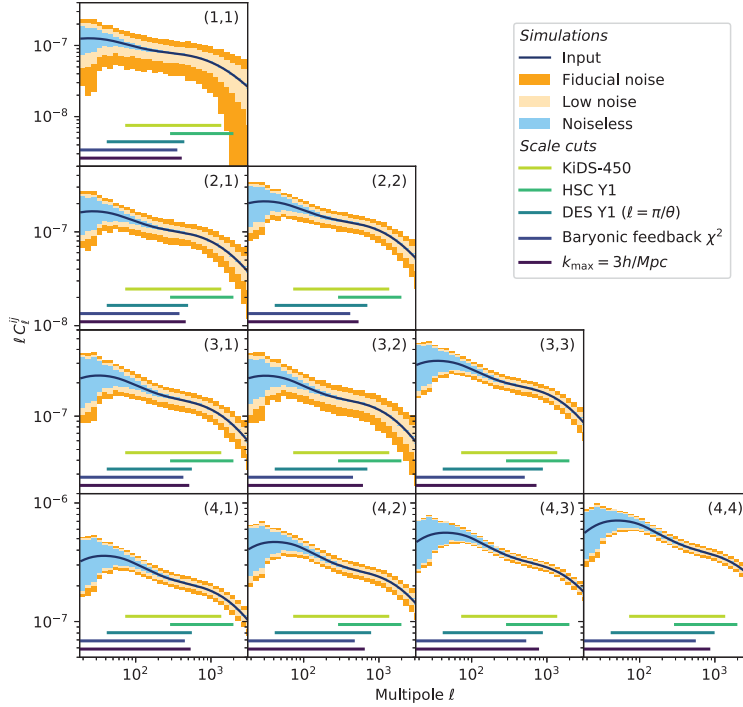 (1,1)
10⁻⁷
10⁻⁸
Simulations
Input
Fiducial noise
Low noise
Noiseless
Scale cuts
KiDS-450
HSC Y1
DES Y1 (ℓ = π/θ)
Baryonic feedback χ²
k_max = 3h/Mpc
(2,1)
(2,2)
10⁻⁷
10⁻⁸
ℓ C_ℓ^{ij}
(3,1)
(3,2)
(3,3)
10⁻⁷
10⁻⁶
(4,1)
(4,2)
(4,3)
(4,4)
10⁻⁷
10² 10³ 10² 10³ 10² 10³ 10² 10³
Multipole ℓ